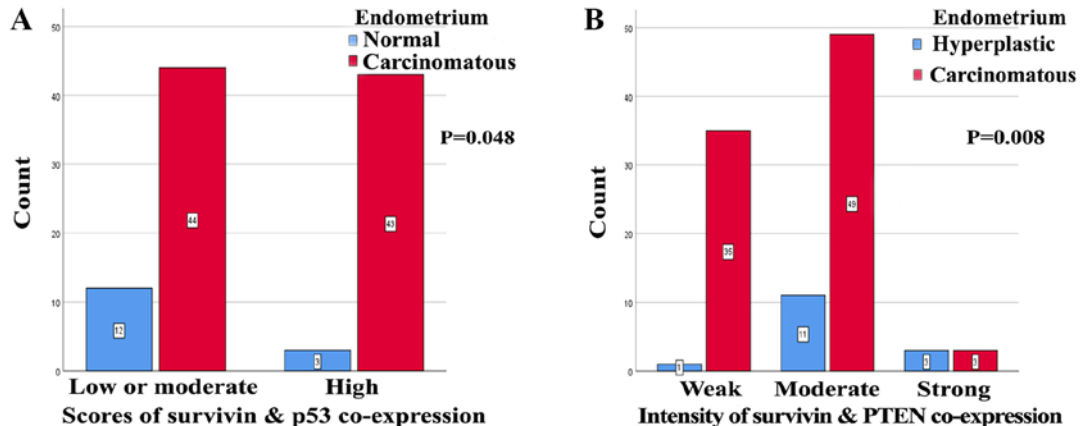 A
Endometrium
Normal
Carcinomatous
P=0.048
50
40
30
20
10
0
Count
12
44
3
43
Low or moderate High
Scores of survivin & p53 co-expression
B
Endometrium
Hyperplastic
Carcinomatous
P=0.008
50
40
30
20
10
0
Count
1
35
11
49
3
3
Weak Moderate Strong
Intensity of survivin & PTEN co-expression